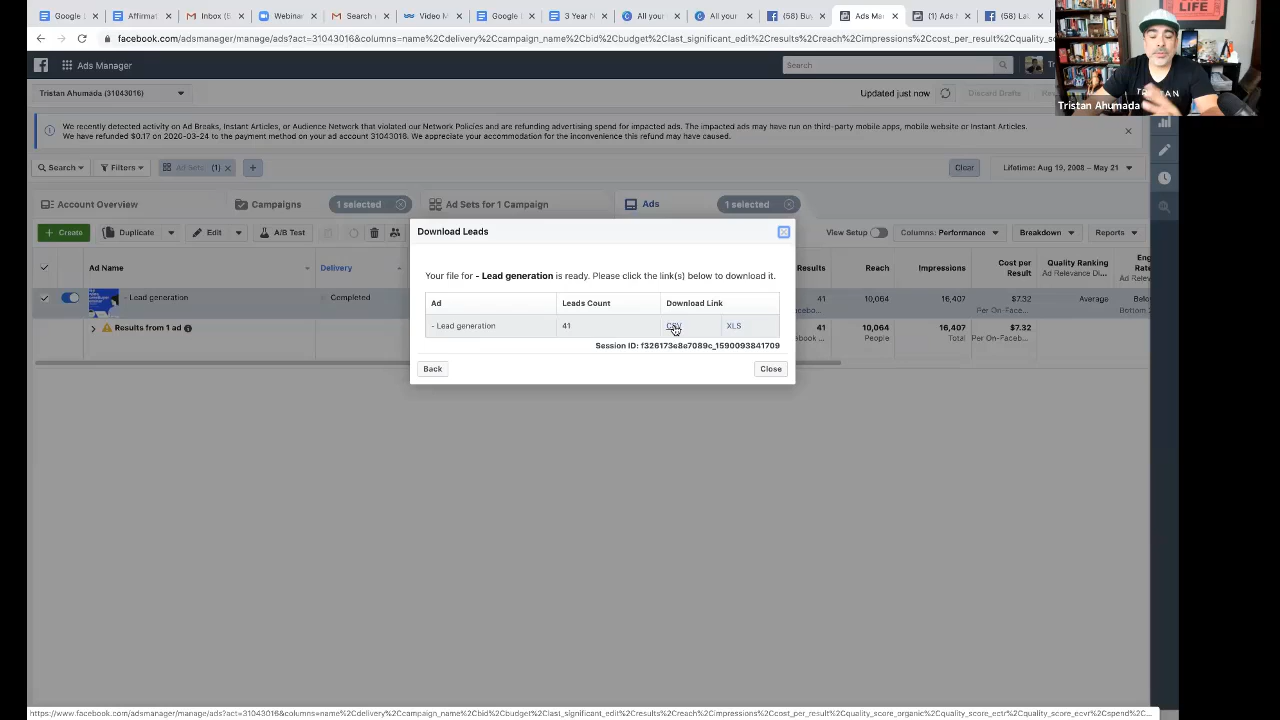 Google
Affirmat
Inbox (5,
Webinar
Search
Video M
Google
3 Year N
All your
All your
(58) Bu
Ads Ma
(1) Ads
(58) La
facebook.com/adsmanager/manage/ads?act=31043016&columns=name%2Cdelivery%2Ccampaign_name%2Cbid%2Cbudget%2Clast_significant_edit%2Cresults%2Creach%2Cimpressions%2Ccost_per_result%2Cquality_sco
Ads Manager
Search
Tristan Ahumada
TRISTAN
E LIFE
Tristan Ahumada (31043016)
Updated just now
Discard Drafts
We recently detected activity on Ad Breaks, Instant Articles, or Audience Network that violated our Network policies and are refunding advertising spend for impacted ads. The impacted ads may have run on third-party mobile apps, mobile website or Instant Articles.
We have refunded $0.17 on 2020-03-24 to the payment method on your ad account 31043016. We appreciate your accommodation for the inconvenience this refund may have caused.
Search
Filters
Ad Sets (1)
Clear
Lifetime: Aug 19, 2008 – May 21
Account Overview
Campaigns
1 selected
Ad Sets for 1 Campaign
Ads
1 selected
Create
Duplicate
Edit
A/B Test
View Setup
Columns: Performance
Breakdown
Reports
Ad Name
Delivery
Results
Reach
Impressions
Cost per Result
Quality Ranking
Ad Relevance Di...
Ad Rele
- Lead generation
Completed
41
10,064
16,407
$7.32
Average
Per On-Faceb...
Results from 1 ad
41
10,064
16,407
$7.32
People
Total
Per On-Faceb...
Download Leads
Your file for - Lead generation is ready. Please click the link(s) below to download it.
Ad
Leads Count
Download Link
- Lead generation
41
CSV
XLS
Session ID: f326173e8e7089c_1590093841709
Back
Close
https://www.facebook.com/adsmanager/manage/ads?act=31043016&columns=name%2Cdelivery%2Ccampaign_name%2Cbid%2Cbudget%2Clast_significant_edit%2Cresults%2Creach%2Cimpressions%2Ccost_per_result%2Cquality_score_organic%2Cquality_score_ectr%2Cquality_score_ecvr%2Cspend%2C...